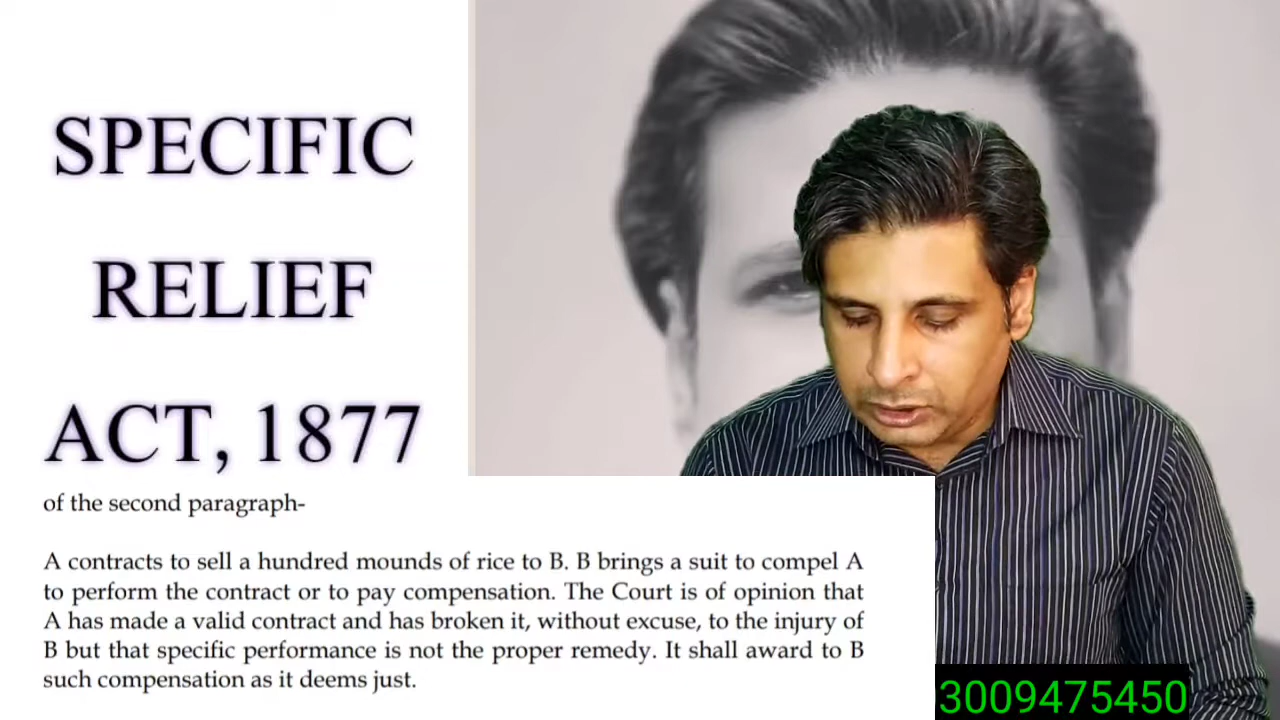 SPECIFIC
RELIEF
ACT, 1877
of the second paragraph-
A contracts to sell a hundred mounds of rice to B. B brings a suit to compel A
to perform the contract or to pay compensation. The Court is of opinion that
A has made a valid contract and has broken it, without excuse, to the injury of
B but that specific performance is not the proper remedy. It shall award to B
such compensation as it deems just.
3009475450